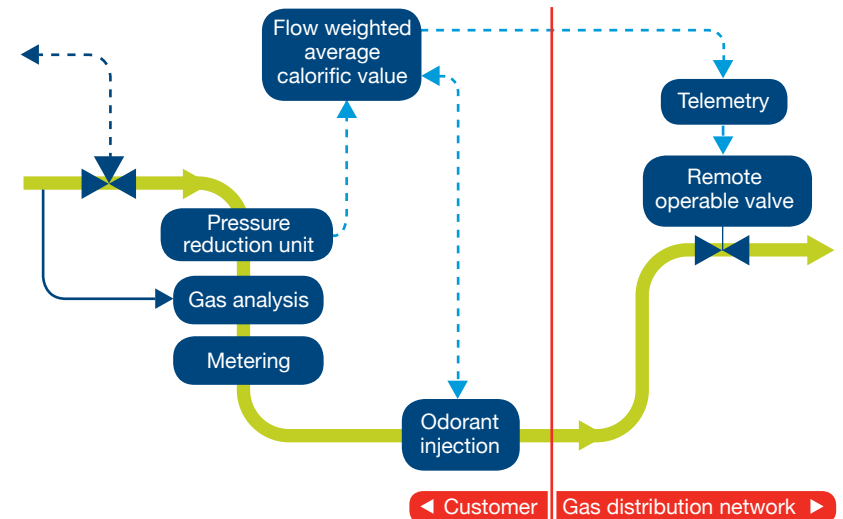 Flow weighted
average
calorific value
Telemetry
Remote
operable valve
Pressure
reduction unit
Gas analysis
Metering
Odorant
injection
Customer
Gas distribution network